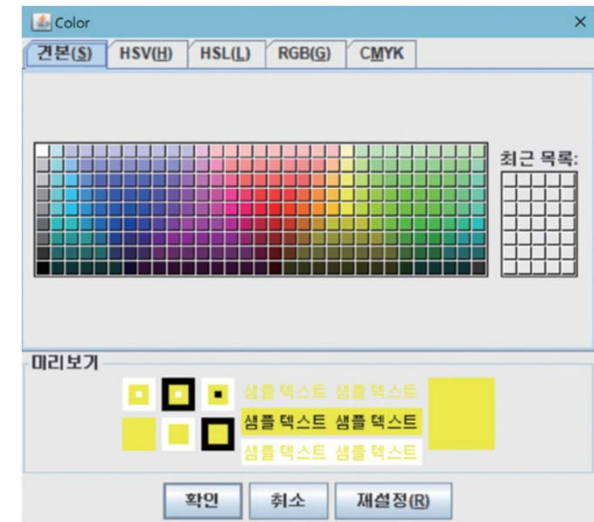 Color
견본(S) HSV(H) HSL(L) RGB(G) CMYK
최근 목록:
미리보기
샘플 텍스트 샘플 텍스트
샘플 텍스트 샘플 텍스트
샘플 텍스트 샘플 텍스트
확인 취소 재설정(R)